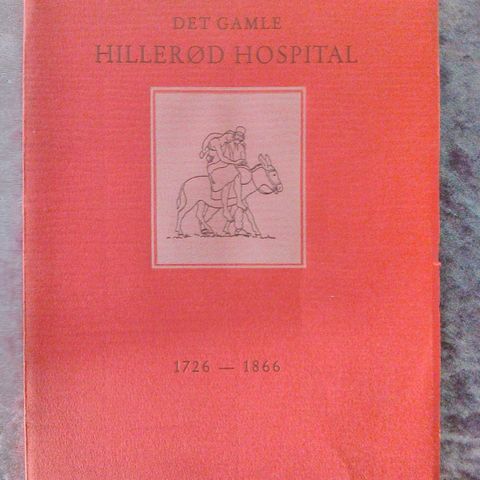 DET GAMLE
HILLERØD HOSPITAL
1726 — 1866